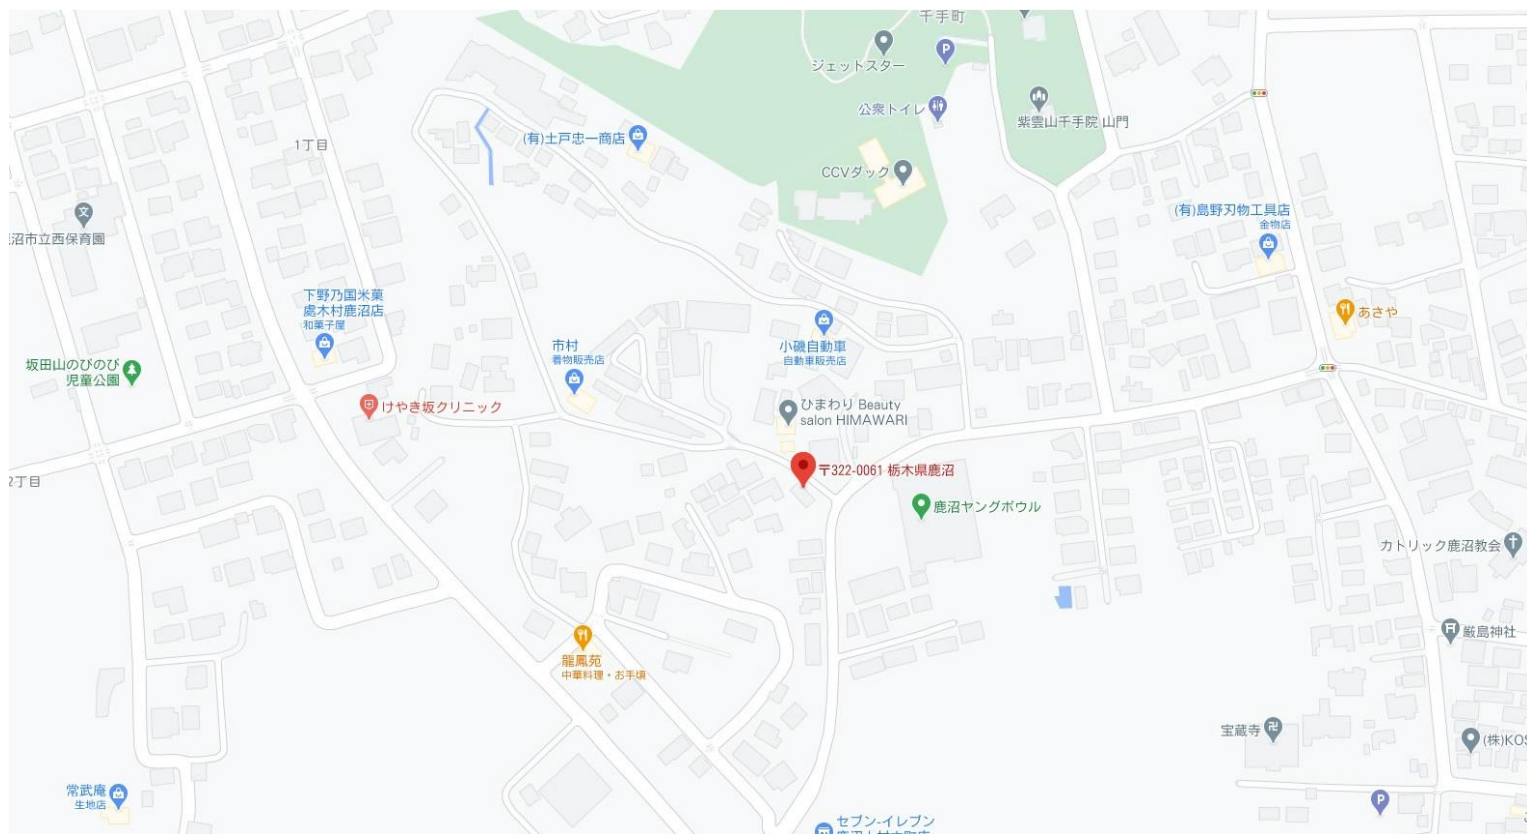 千手町
ジェットスター
P
公衆トイレ
紫雲山千手院 山門
(有)土戸忠一商店
1丁目
CCVダック
文
沼市立西保育園
(有)島野刃物工具店
金物店
下野乃国米菓
處木村鹿沼店
和菓子屋
あさや
市村
着物販売店
小磯自動車
自動車販売店
坂田山のびのび
児童公園
けやき坂クリニック
ひまわり Beauty
salon HIMAWARI
〒322-0061 栃木県鹿沼
2丁目
鹿沼ヤングボウル
カトリック鹿沼教会
厳島神社
龍鳳苑
中華料理・お手頃
宝蔵寺
(株)KOS
常武庵
生地店
P
セブン-イレブン